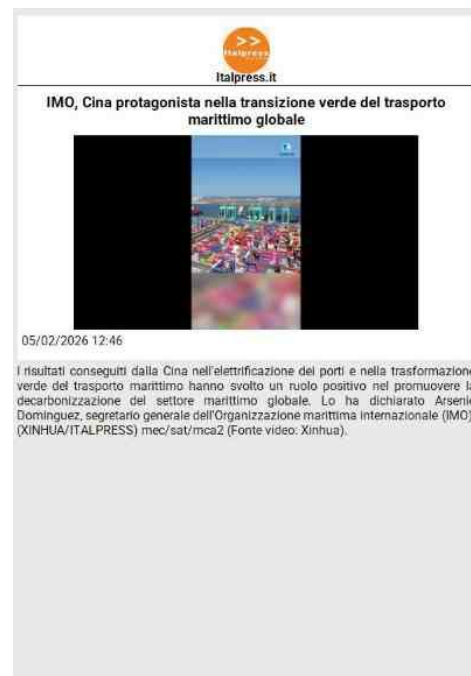 >>
Italpress
Italpress.it
IMO, Cina protagonista nella transizione verde del trasporto
marittimo globale
05/02/2026 12:46
I risultati conseguiti dalla Cina nell'elettrificazione dei porti e nella trasformazione
verde del trasporto marittimo hanno svolto un ruolo positivo nel promuovere la
decarbonizzazione del settore marittimo globale. Lo ha dichiarato Arsenio
Dominguez, segretario generale dell'Organizzazione marittima internazionale (IMO)
(XINHUA/ITALPRESS) mec/sat/mca2 (Fonte video: Xinhua).